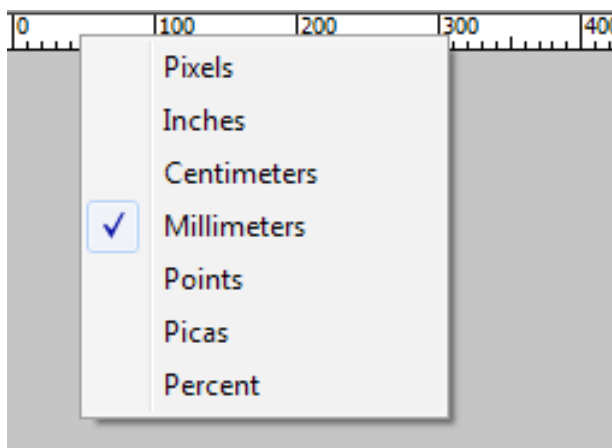 0 100 200 300 400
Pixels
Inches
Centimeters
Millimeters
Points
Picas
Percent